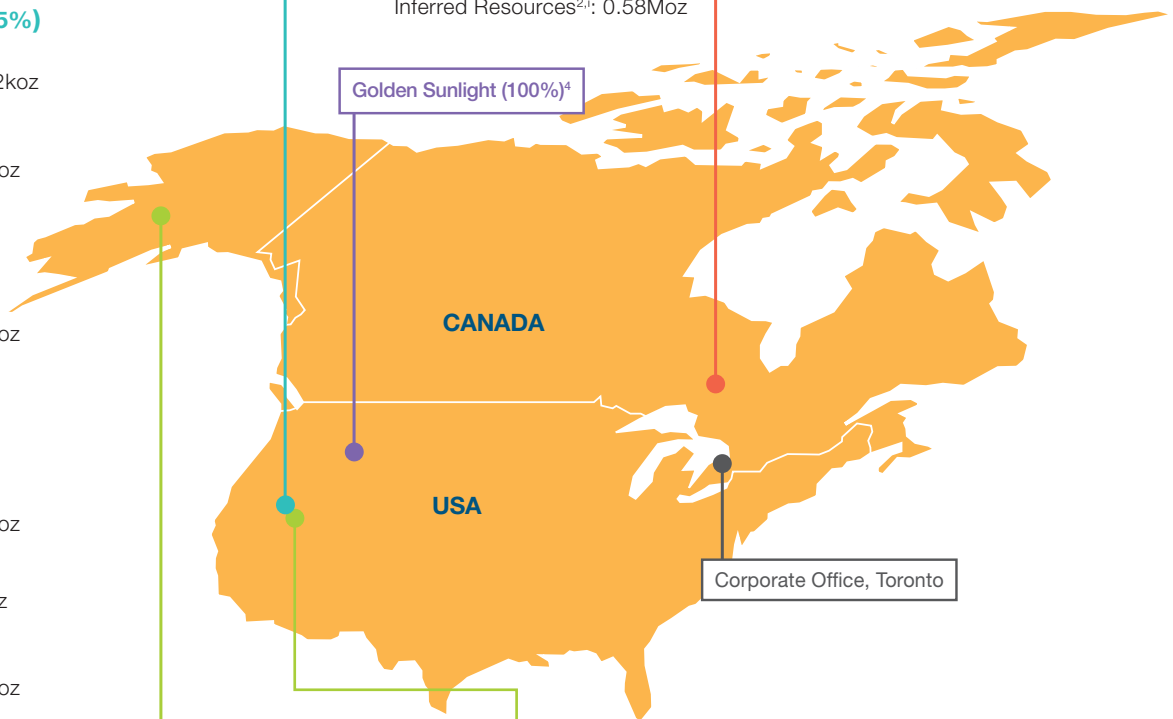 5%)
Inferred Resources²,¹: 0.58Moz
2koz
Golden Sunlight (100%)⁴
oz
CANADA
oz
USA
oz
Corporate Office, Toronto
z
oz